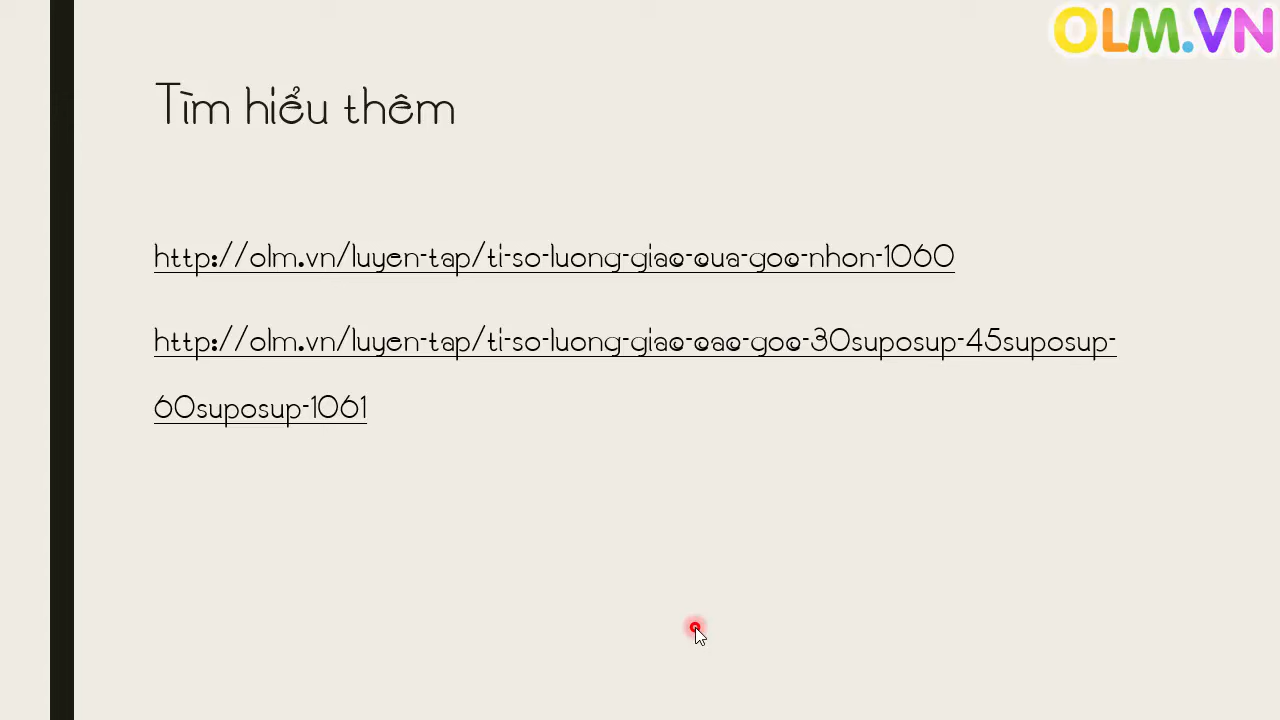 OLM.VN
Tìm hiểu thêm
http://olm.vn/luyen-tap/ti-so-luong-giac-cua-goc-nhon-1060
http://olm.vn/luyen-tap/ti-so-luong-giac-cac-goc-30suposup-45suposup-
60suposup-1061